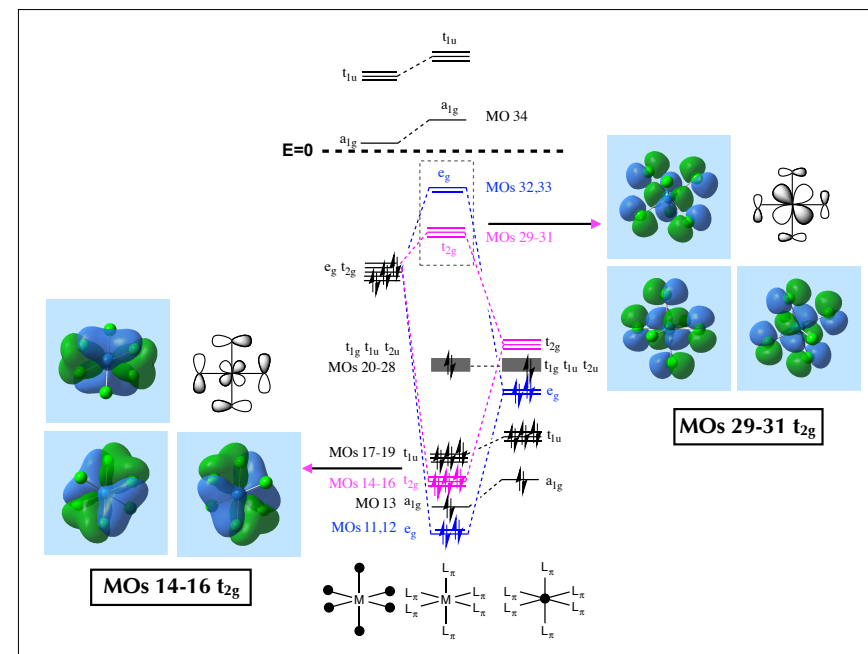 t1u
t1u
a1g
MO 34
a1g
E=0
eg
MOs 32,33
MOs 29-31
t2g
eg t2g
t2g
t1g t1u t2u
MOs 20-28
t1g t1u t2u
eg
MOs 29-31 t2g
t1u
MOs 17-19 t1u
MOs 14-16 t2g
a1g
MO 13 a1g
MOs 11,12 eg
MOs 14-16 t2g
Lπ Lπ
M Lπ M Lπ Lπ Lπ
Lπ Lπ Lπ Lπ
Lπ Lπ